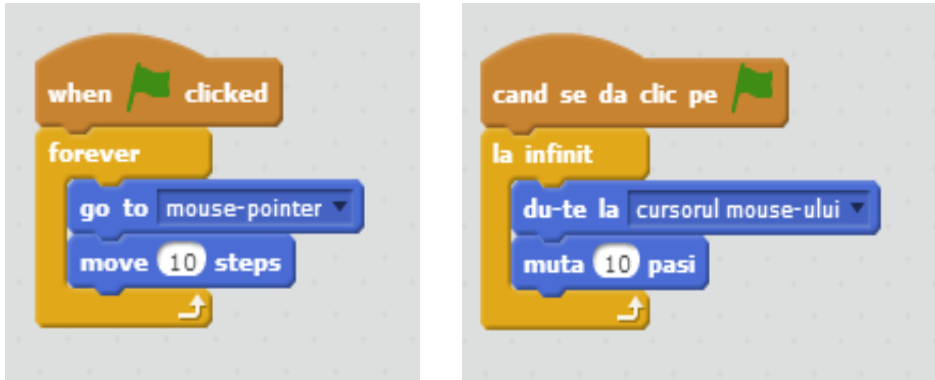 when clicked
forever
go to mouse-pointer
move 10 steps
cand se da clic pe
la infinit
du-te la cursorul mouse-ului
muta 10 pasi